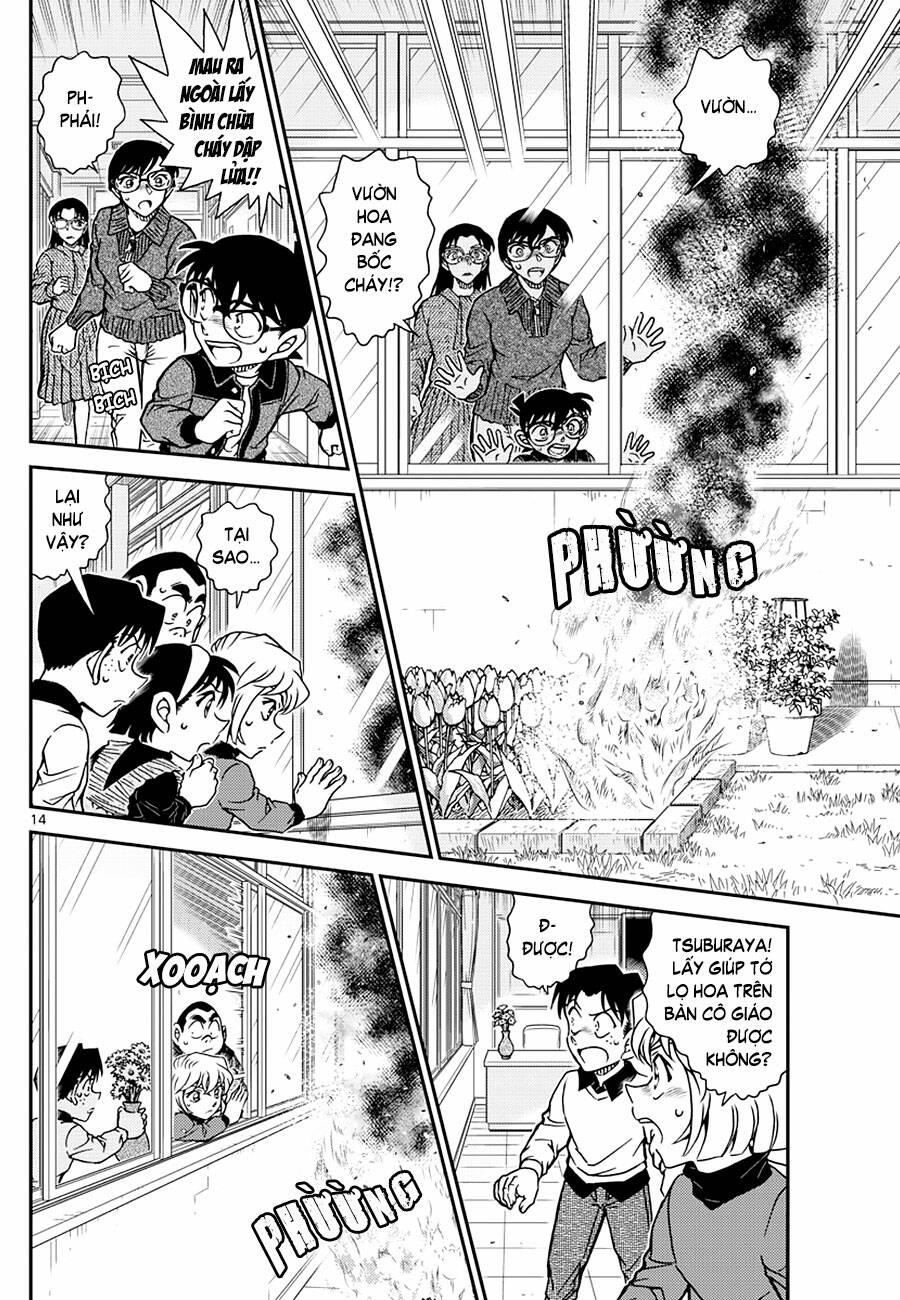 VƯỜN...
VƯỜN
HOA
ĐANG
BỐC
CHÁY!?
PHỪỪNG
MAU RA
NGOÀI LẤY
BÌNH CHỮA
CHÁY DẬP
LỬA!!
PH-
PHẢI!
BỊCH
BỊCH
TẠI
SAO...
LẠI
NHƯ
VẬY?
14
TSUBURAYA!
LẤY GIÚP TỚ
LỌ HOA TRÊN
BÀN CÔ GIÁO
ĐƯỢC
KHÔNG?
Đ-
ĐƯỢC!
XOOẠCH
PHỪỪNG